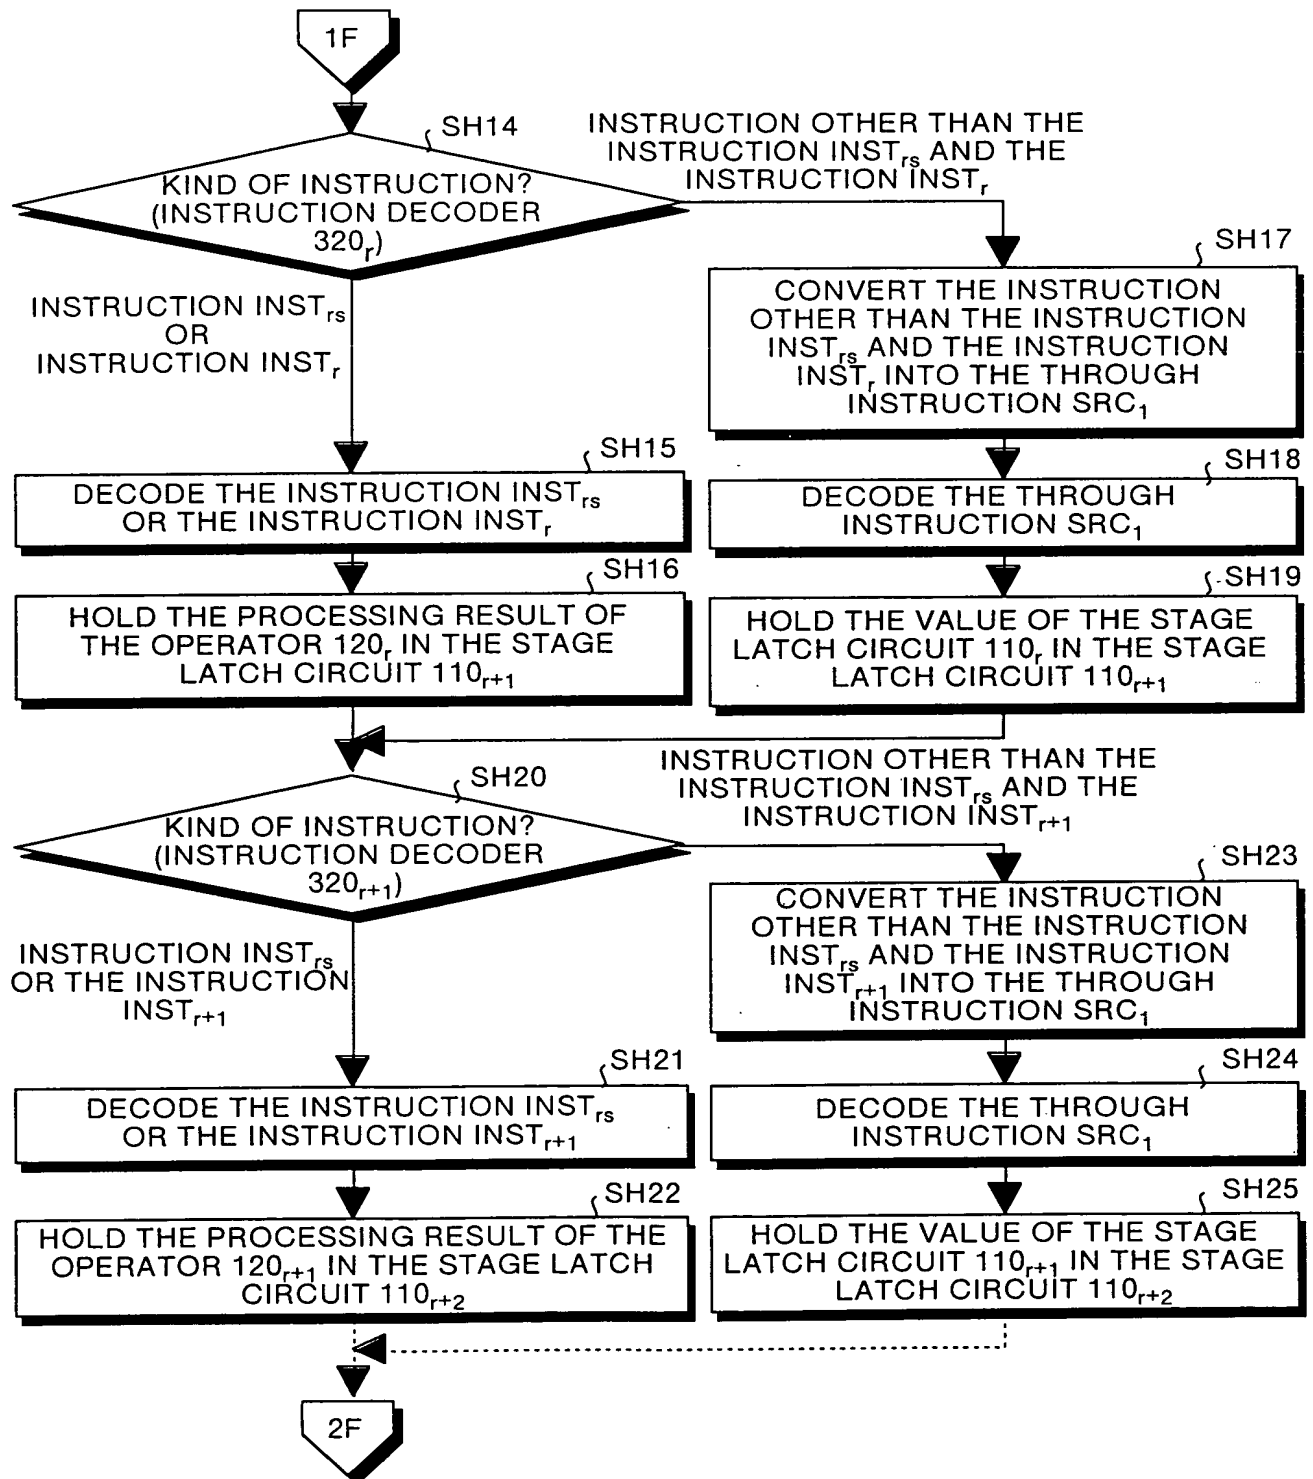 1F
SH14
KIND OF INSTRUCTION?
(INSTRUCTION DECODER
320r)
INSTRUCTION OTHER THAN THE
INSTRUCTION INSTrs AND THE
INSTRUCTION INSTr
INSTRUCTION INSTrs
OR
INSTRUCTION INSTr
SH17
CONVERT THE INSTRUCTION
OTHER THAN THE INSTRUCTION
INSTrs AND THE INSTRUCTION
INSTr INTO THE THROUGH
INSTRUCTION SRC1
SH15
DECODE THE INSTRUCTION INSTrs
OR THE INSTRUCTION INSTr
SH18
DECODE THE THROUGH
INSTRUCTION SRC1
SH16
HOLD THE PROCESSING RESULT OF
THE OPERATOR 120r IN THE STAGE
LATCH CIRCUIT 110r+1
SH19
HOLD THE VALUE OF THE STAGE
LATCH CIRCUIT 110r IN THE STAGE
LATCH CIRCUIT 110r+1
SH20
KIND OF INSTRUCTION?
(INSTRUCTION DECODER
320r+1)
INSTRUCTION OTHER THAN THE
INSTRUCTION INSTrs AND THE
INSTRUCTION INSTr+1
INSTRUCTION INSTrs
OR THE INSTRUCTION
INSTr+1
SH23
CONVERT THE INSTRUCTION
OTHER THAN THE INSTRUCTION
INSTrs AND THE INSTRUCTION
INSTr+1 INTO THE THROUGH
INSTRUCTION SRC1
SH21
DECODE THE INSTRUCTION INSTrs
OR THE INSTRUCTION INSTr+1
SH24
DECODE THE THROUGH
INSTRUCTION SRC1
SH22
HOLD THE PROCESSING RESULT OF THE
OPERATOR 120r+1 IN THE STAGE LATCH
CIRCUIT 110r+2
SH25
HOLD THE VALUE OF THE STAGE
LATCH CIRCUIT 110r+1 IN THE STAGE
LATCH CIRCUIT 110r+2
2F